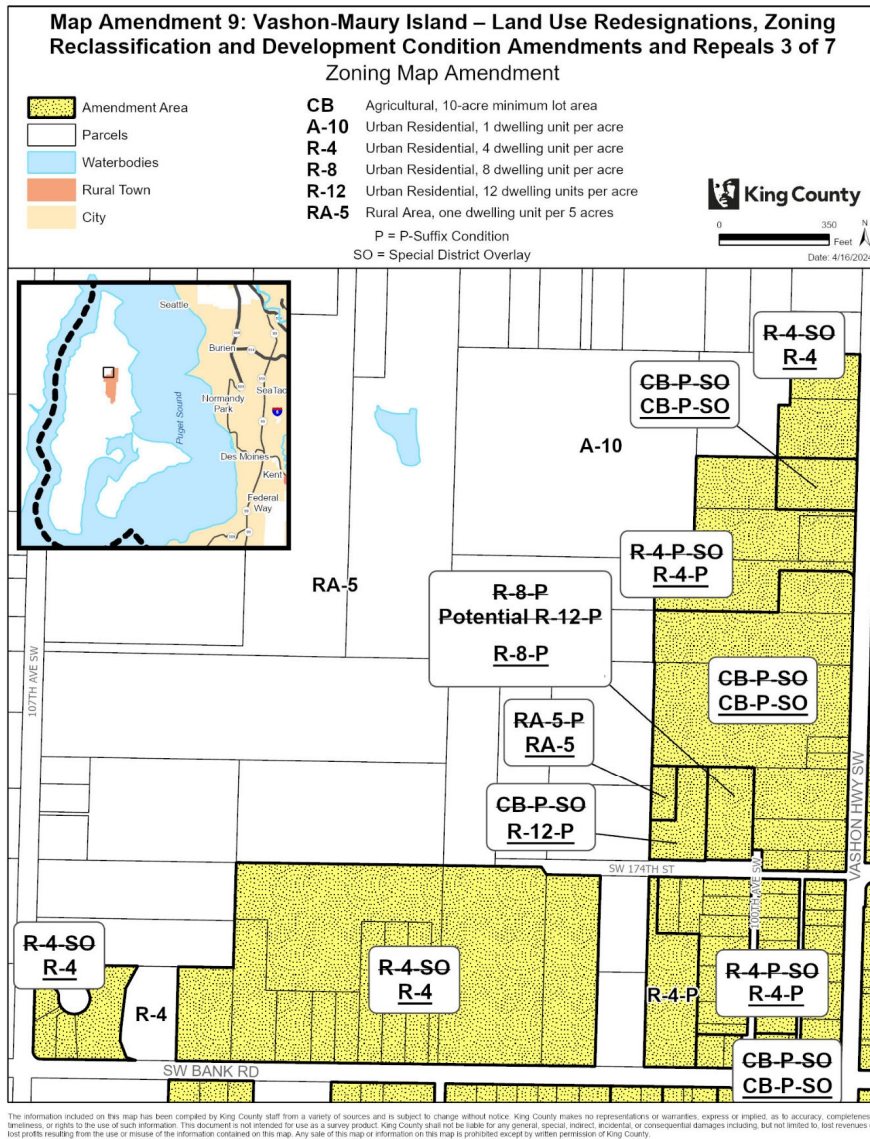 Map Amendment 9: Vashon-Maury Island – Land Use Redesignations, Zoning
Reclassification and Development Condition Amendments and Repeals 3 of 7
Zoning Map Amendment
Amendment Area
Parcels
Waterbodies
Rural Town
City
CB Agricultural, 10-acre minimum lot area
A-10 Urban Residential, 1 dwelling unit per acre
R-4 Urban Residential, 4 dwelling unit per acre
R-8 Urban Residential, 8 dwelling unit per acre
R-12 Urban Residential, 12 dwelling units per acre
RA-5 Rural Area, one dwelling unit per 5 acres
P = P-Suffix Condition
SO = Special District Overlay
King County
0 350
Feet
N
Date: 4/16/2024
Seattle
Burien
Normandy
Park
SeaTac
Puget Sound
Des Moines
Kent
Federal
Way
R-4-SO
R-4
CB-P-SO
CB-P-SO
A-10
R-4-P-SO
R-4-P
RA-5
R-8-P
Potential R-12-P
R-8-P
CB-P-SO
CB-P-SO
RA-5-P
RA-5
CB-P-SO
R-12-P
107TH AVE SW
VASHON HWY SW
SW 174TH ST
100TH AVE SW
R-4-SO
R-4
R-4
R-4-SO
R-4
R-4-P
R-4-P-SO
R-4-P
CB-P-SO
CB-P-SO
SW BANK RD
The information included on this map has been compiled by King County staff from a variety of sources and is subject to change without notice. King County makes no representations or warranties, express or implied, as to accuracy, completeness,
timeliness, or rights to the use of such information. This document is not intended for use as a survey product. King County shall not be liable for any general, special, indirect, incidental, or consequential damages including, but not limited to, lost revenues
lost profits resulting from the use or misuse of the information contained on this map. Any sale of this map or information on this map is prohibited except by written permission of King County.